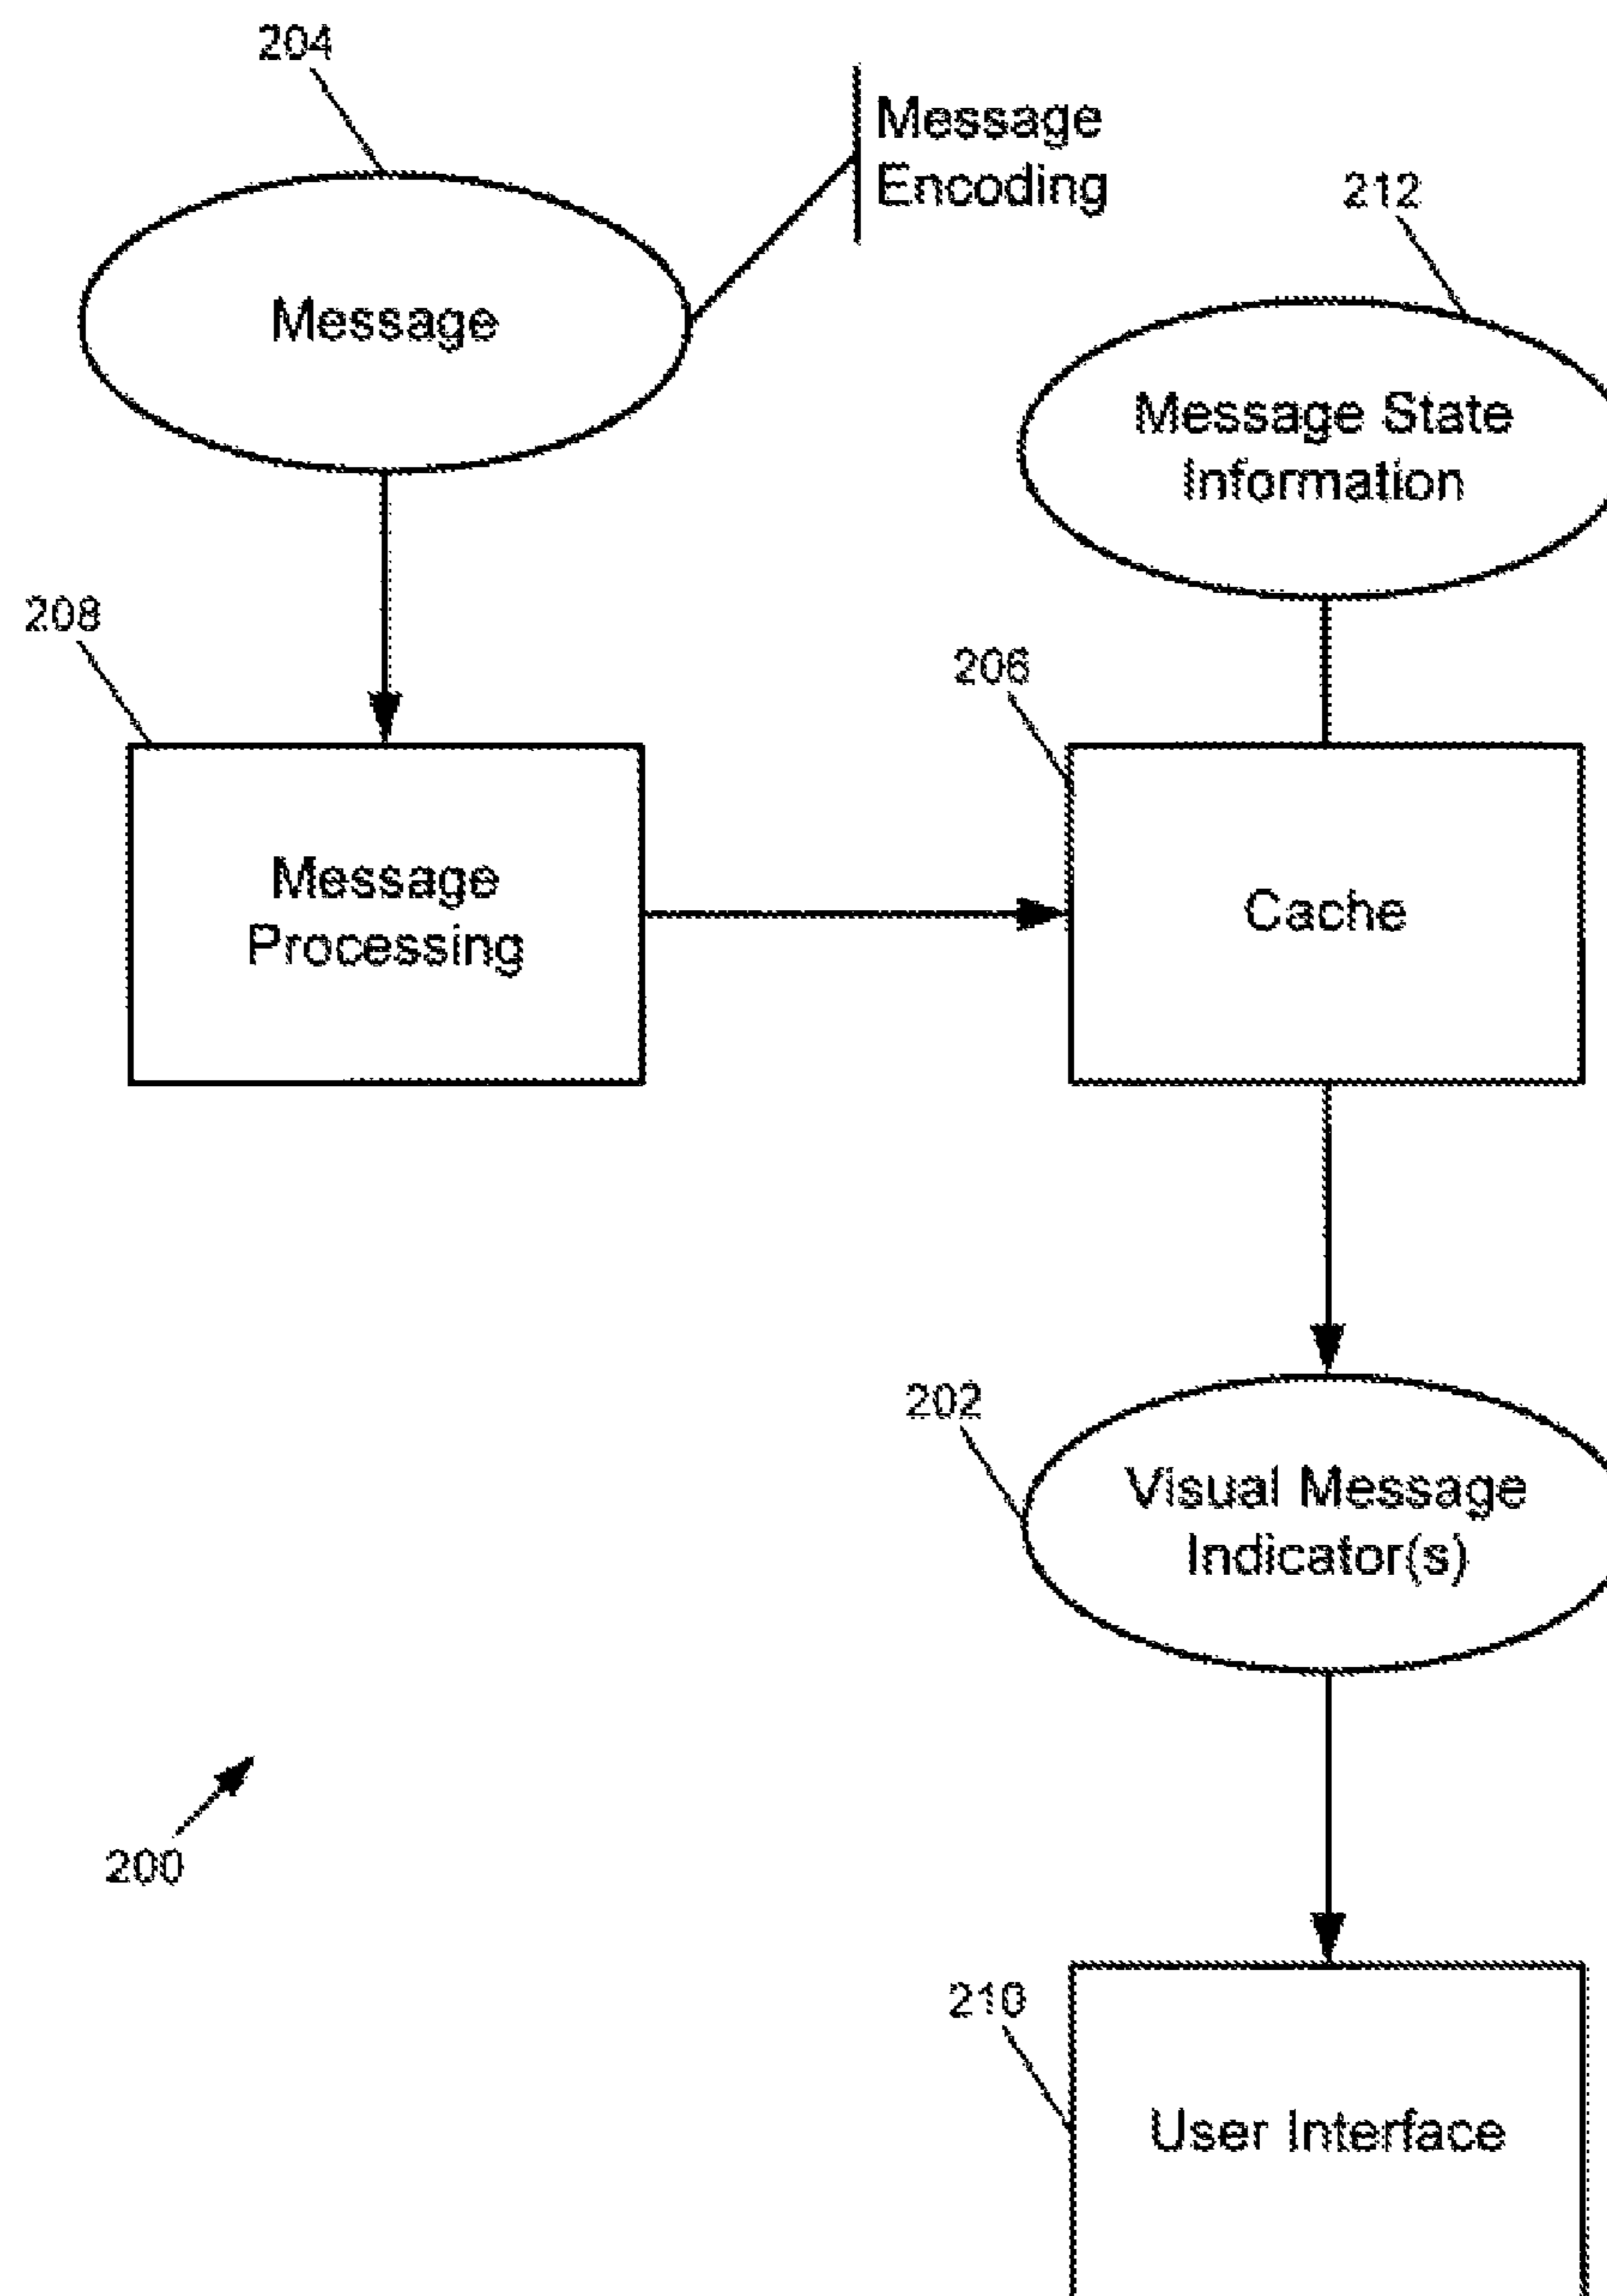 204
Message
Encoding
212
Message
Message State
Information
208
206
Message
Processing
Cache
202
Visual Message
Indicator(s)
200
210
User Interface